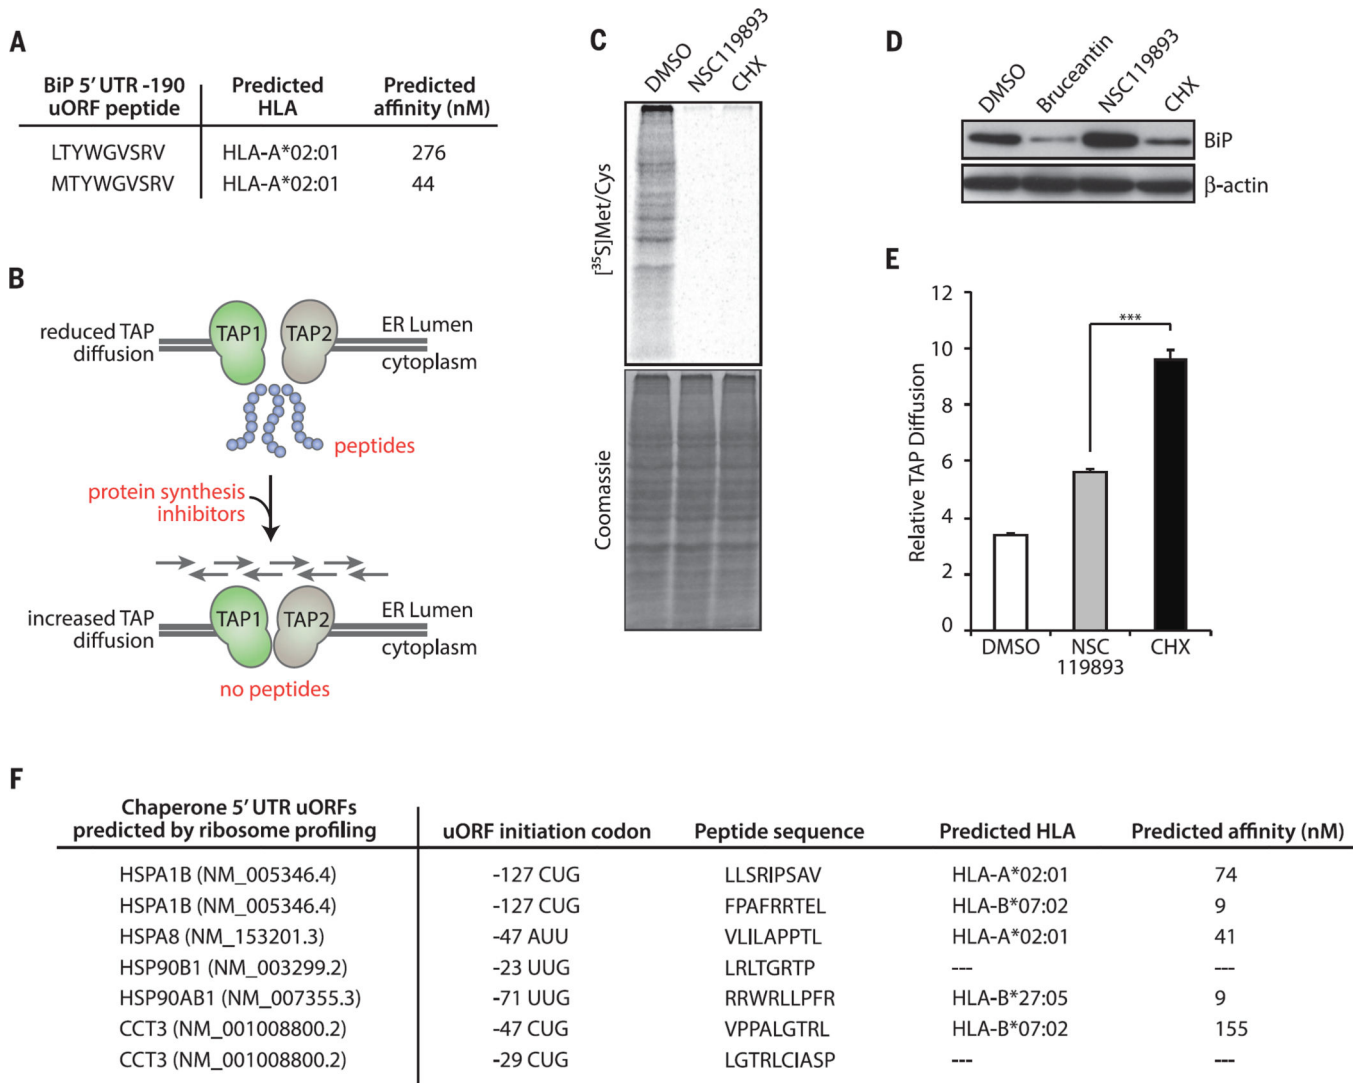 A
BiP 5′ UTR -190 uORF peptide Predicted HLA Predicted affinity (nM)
LTYWGVSRV HLA-A*02:01 276
MTYWGVSRV HLA-A*02:01 44
B
reduced TAP diffusion
TAP1 TAP2
ER Lumen
cytoplasm
peptides
protein synthesis inhibitors
increased TAP diffusion
TAP1 TAP2
ER Lumen
cytoplasm
no peptides
C
DMSO NSC119893 CHX
[³⁵S]Met/Cys
Coomassie
D
DMSO Bruceantin NSC119893 CHX
BiP
β-actin
E
Relative TAP Diffusion
12
10
8
6
4
2
0
***
DMSO NSC 119893 CHX
F
Chaperone 5′ UTR uORFs predicted by ribosome profiling uORF initiation codon Peptide sequence Predicted HLA Predicted affinity (nM)
HSPA1B (NM_005346.4) -127 CUG LLSRIPSAV HLA-A*02:01 74
HSPA1B (NM_005346.4) -127 CUG FPAFRRTEL HLA-B*07:02 9
HSPA8 (NM_153201.3) -47 AUU VLILAPPTL HLA-A*02:01 41
HSP90B1 (NM_003299.2) -23 UUG LRLTGRTP --- ---
HSP90AB1 (NM_007355.3) -71 UUG RRWRLLPFR HLA-B*27:05 9
CCT3 (NM_001008800.2) -47 CUG VPPALGTRL HLA-B*07:02 155
CCT3 (NM_001008800.2) -29 CUG LGTRLCIASP --- ---